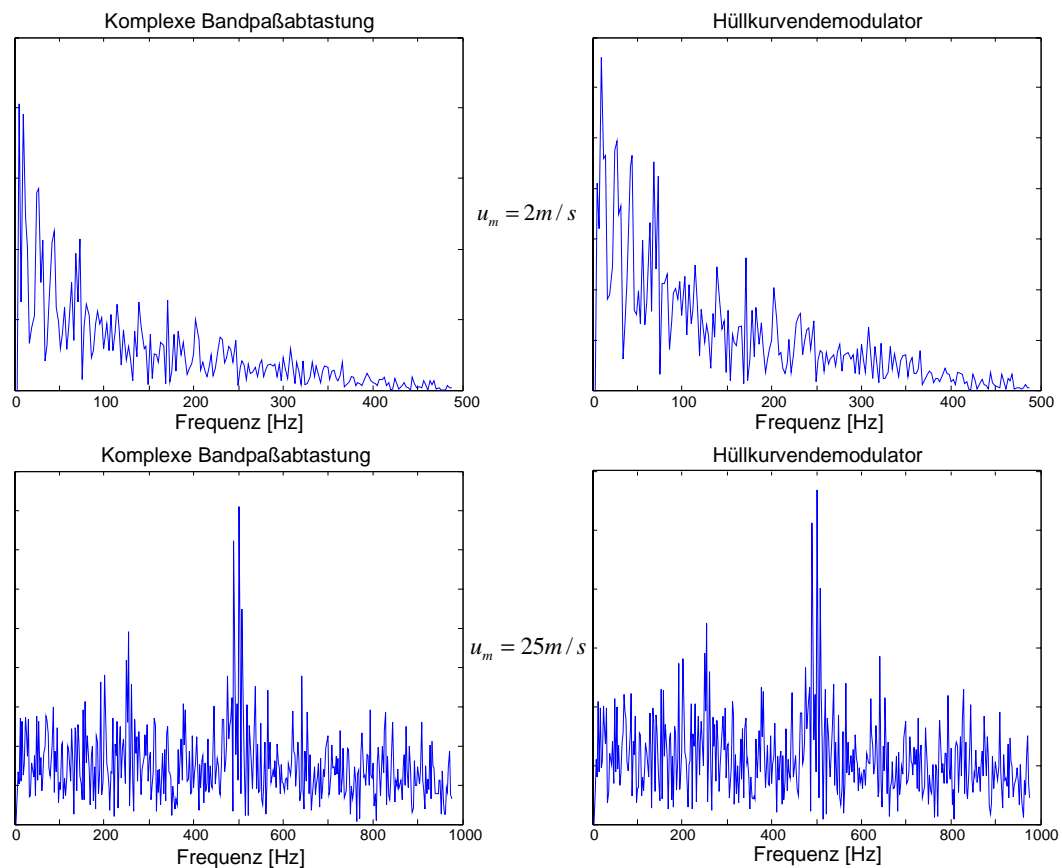 Komplexe Bandpaßabtastung
Hüllkurvendemodulator
0 100 200 300 400 500
Frequenz [Hz]
u_m = 2m / s
0 100 200 300 400 500
Frequenz [Hz]
Komplexe Bandpaßabtastung
Hüllkurvendemodulator
0 200 400 600 800 1000
Frequenz [Hz]
u_m = 25m / s
0 200 400 600 800 1000
Frequenz [Hz]